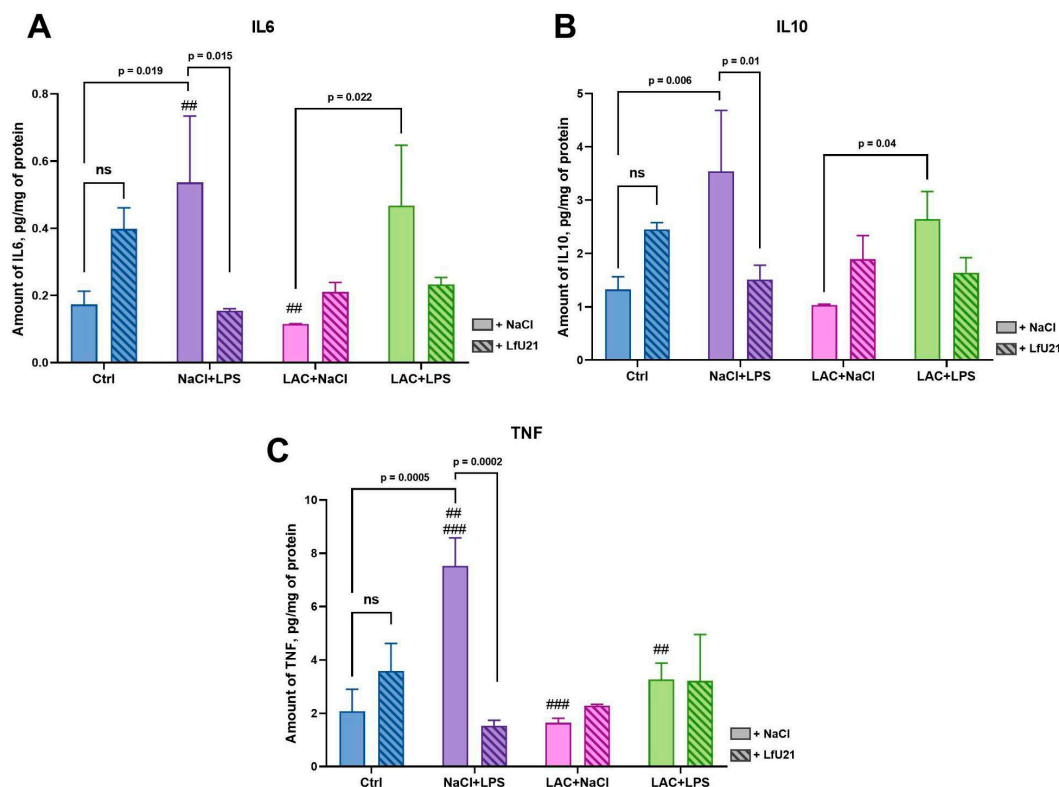 A
IL6
p = 0.015
p = 0.019
##
p = 0.022
ns
##
Amount of IL6, pg/mg of protein
0.8
0.6
0.4
0.2
0.0
Ctrl
NaCl+LPS
LAC+NaCl
LAC+LPS
+ NaCl
+ LfU21
B
IL10
p = 0.01
p = 0.006
p = 0.04
ns
Amount of IL10, pg/mg of protein
5
4
3
2
1
0
Ctrl
NaCl+LPS
LAC+NaCl
LAC+LPS
+ NaCl
+ LfU21
C
TNF
p = 0.0002
p = 0.0005
##
###
ns
###
##
Amount of TNF, pg/mg of protein
10
8
6
4
2
0
Ctrl
NaCl+LPS
LAC+NaCl
LAC+LPS
+ NaCl
+ LfU21